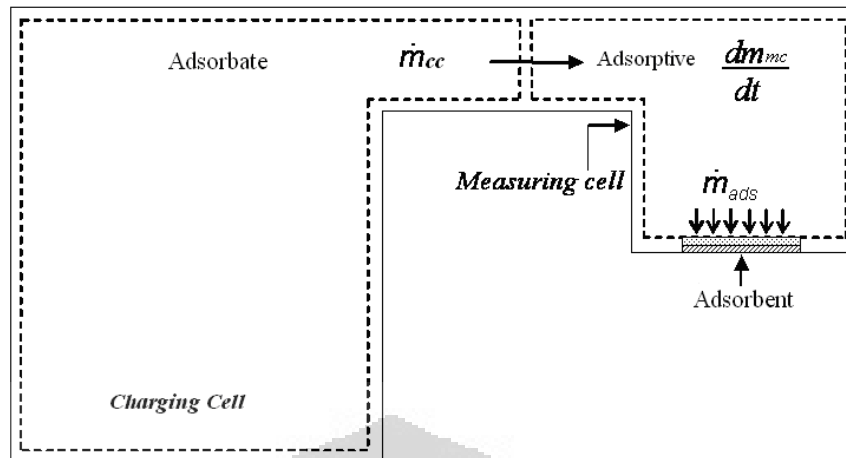 Adsorbate
ṁcc
Adsorptive
dmmc
dt
Measuring cell
ṁads
Adsorbent
Charging Cell